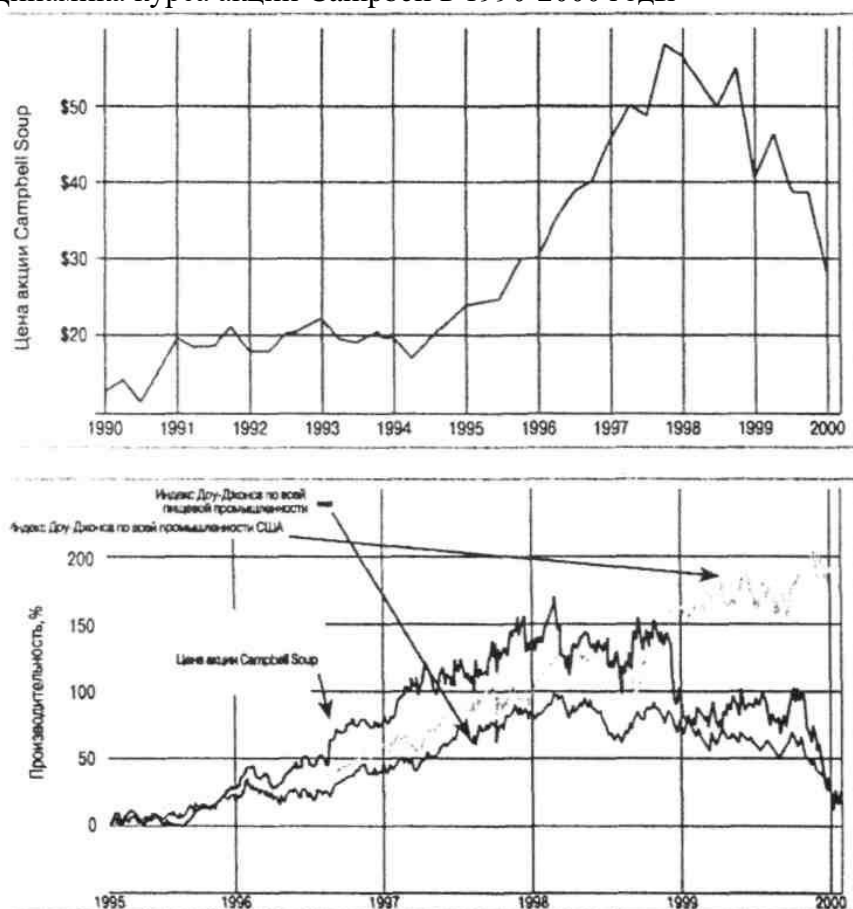 динамика курса акций Campbell в 1990-2000 годы
Цена акции Campbell Soup
$50
$40
$30
$20
1990 1991 1992 1993 1994 1995 1996 1997 1998 1999 2000
Индекс Доу-Джонса по всей
пищевой промышленности
Индекс Доу-Джонса по всей промышленности США
Цена акции Campbell Soup
Производительность, %
200
150
100
50
0
1995 1996 1997 1998 1999 2000